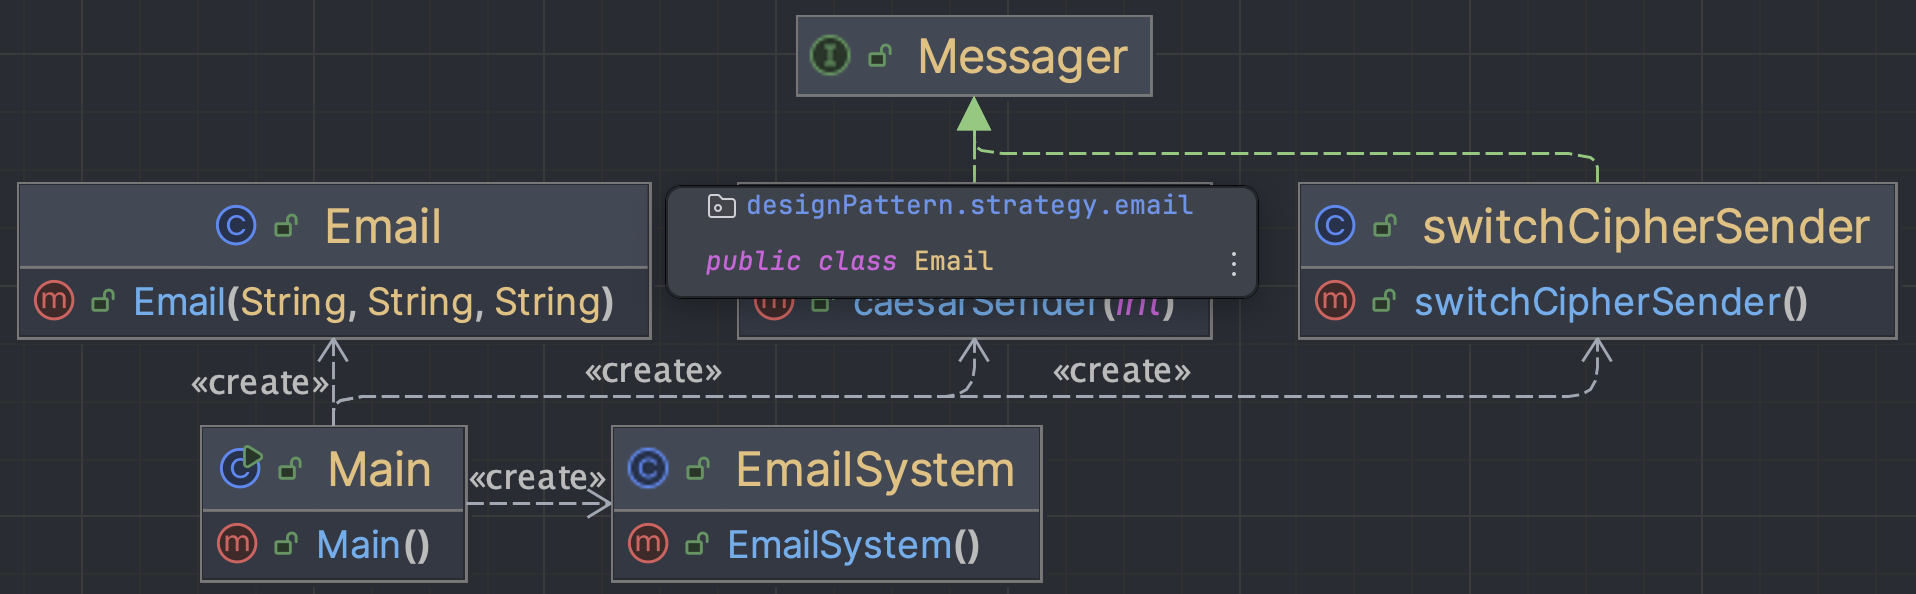 Messager
Email
Email(String, String, String)
designPattern.strategy.email
public class Email
caesarSender(int)
switchCipherSender
switchCipherSender()
«create»
«create»
«create»
Main
Main()
«create»
EmailSystem
EmailSystem()